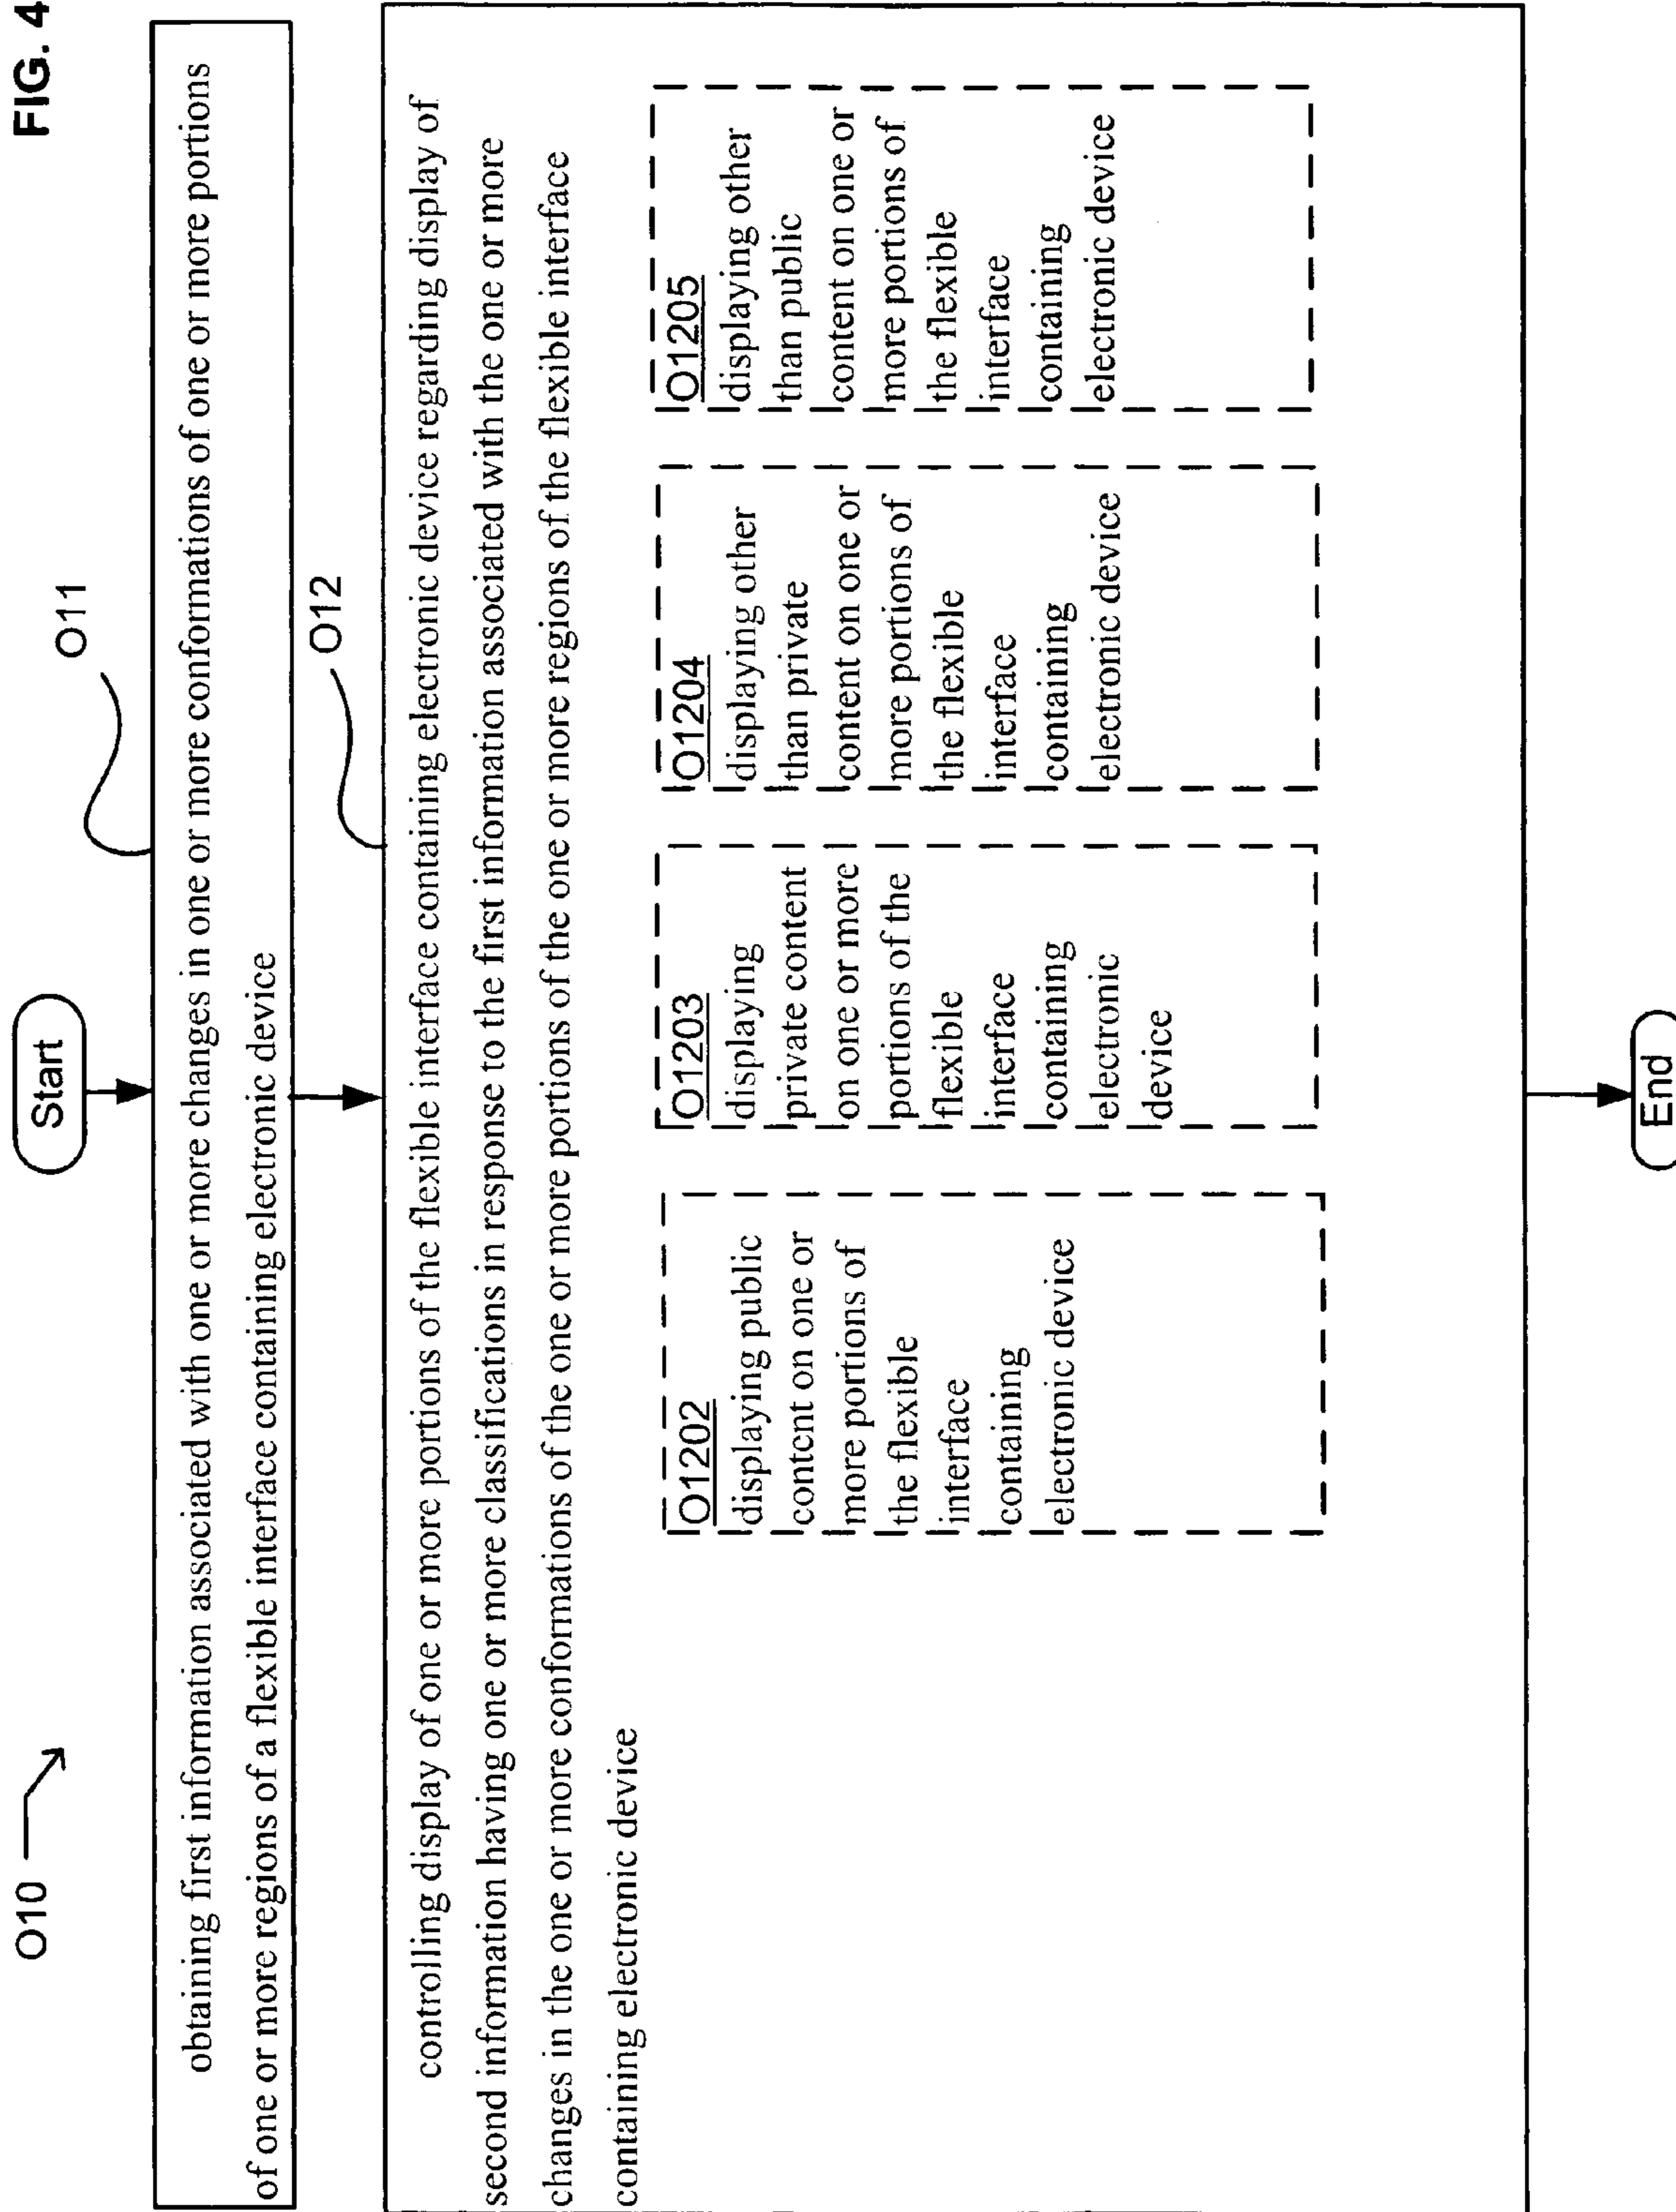 FIG. 4
O10
Start
O11
obtaining first information associated with one or more changes in one or more conformations of one or more portions
of one or more regions of a flexible interface containing electronic device
O12
controlling display of one or more portions of the flexible interface containing electronic device regarding display of
second information having one or more classifications in response to the first information associated with the one or more
changes in the one or more conformations of the one or more portions of the one or more regions of the flexible interface
containing electronic device
O1202
displaying public
content on one or
more portions of
the flexible
interface
containing
electronic device
O1203
displaying
private content
on one or more
portions of the
flexible
interface
containing
electronic
device
O1204
displaying other
than private
content on one or
more portions of
the flexible
interface
containing
electronic device
O1205
displaying other
than public
content on one or
more portions of
the flexible
interface
containing
electronic device
End